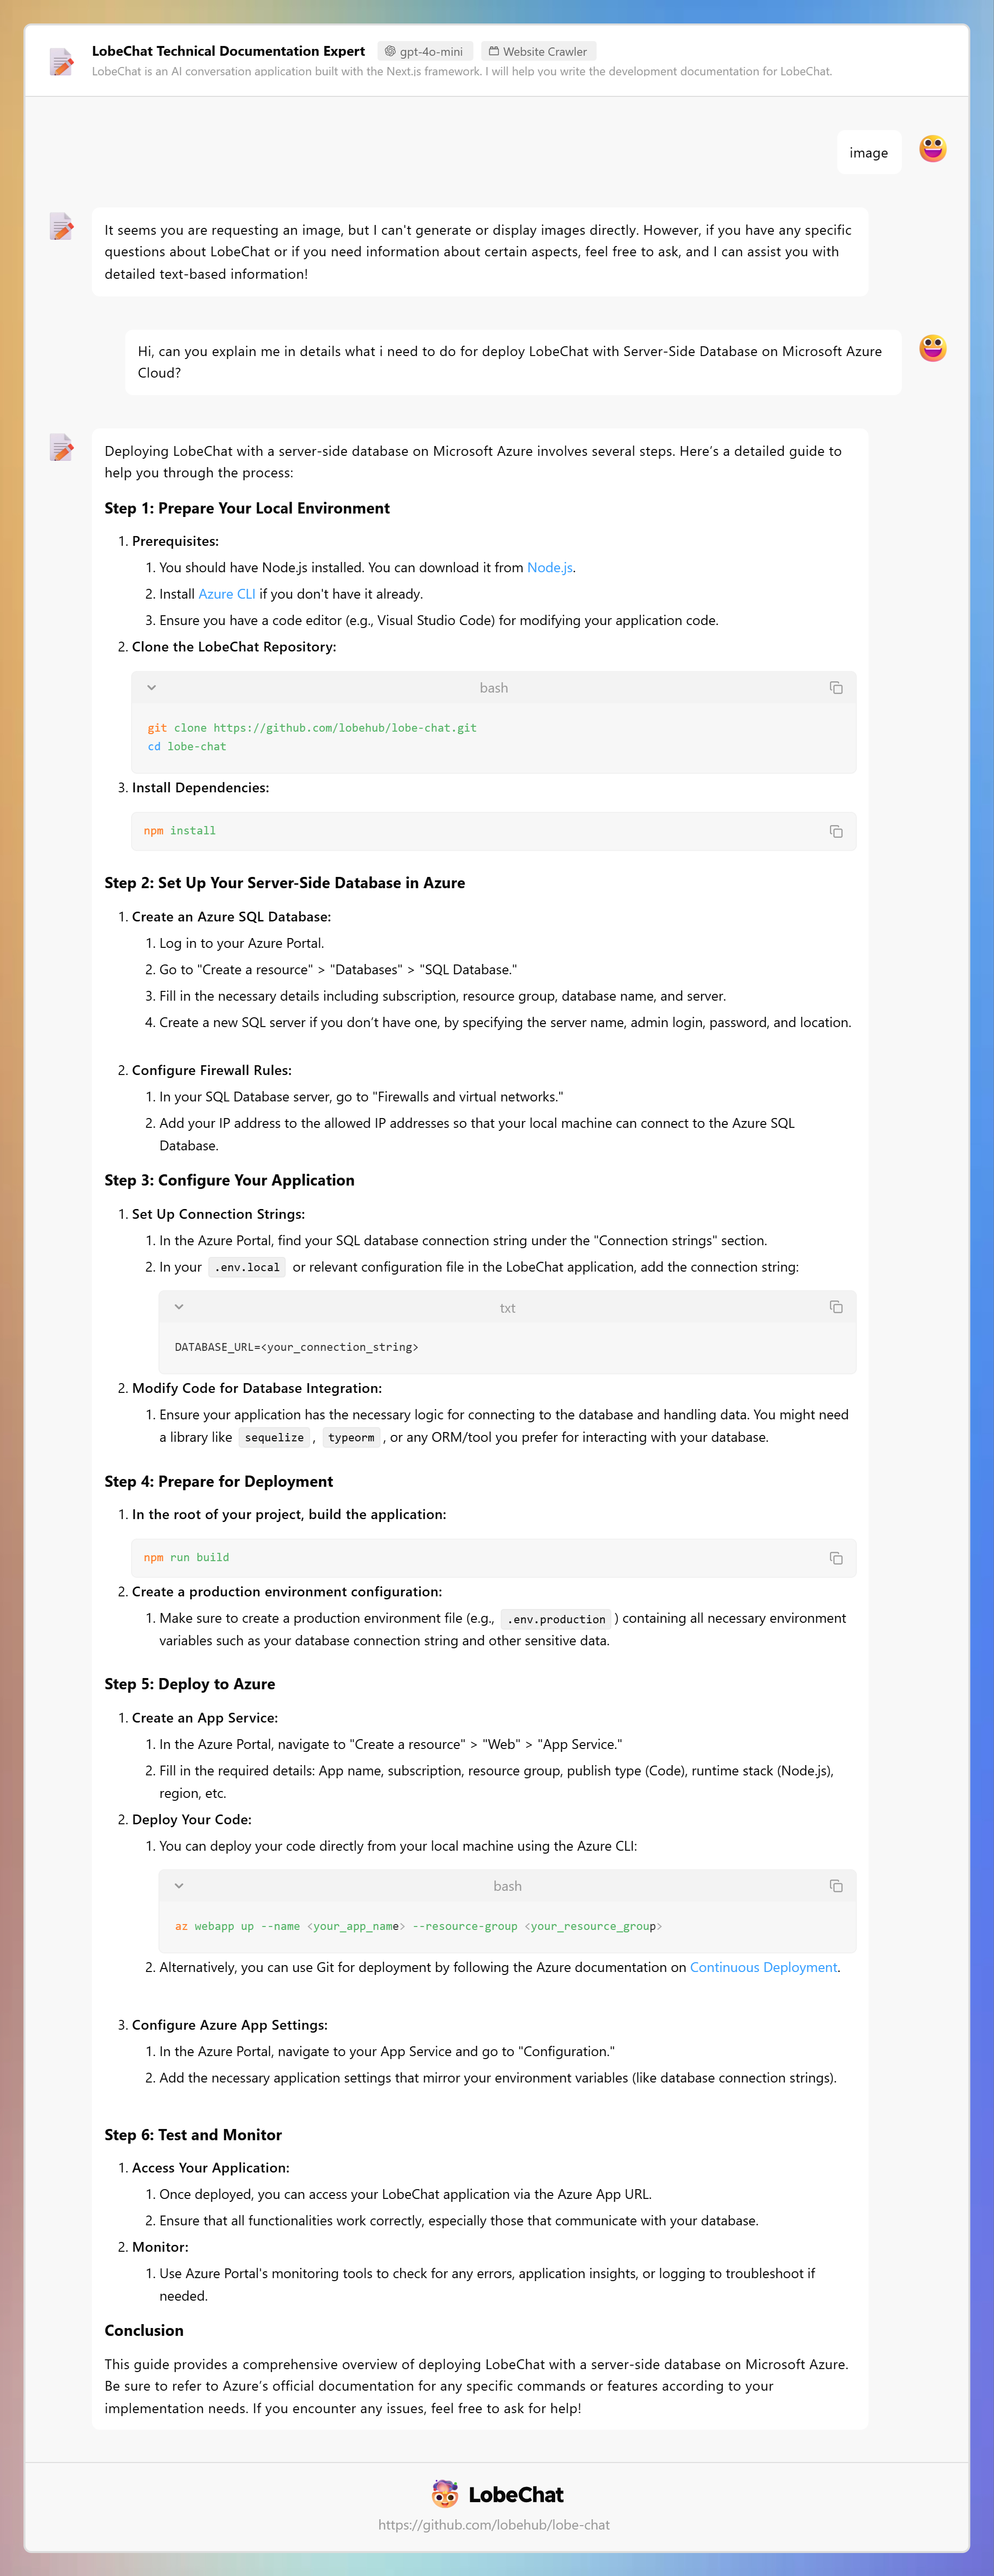 LobeChat Technical Documentation Expert gpt-4o-mini Website Crawler
LobeChat is an AI conversation application built with the Next.js framework. I will help you write the development documentation for LobeChat.
image
It seems you are requesting an image, but I can't generate or display images directly. However, if you have any specific
questions about LobeChat or if you need information about certain aspects, feel free to ask, and I can assist you with
detailed text-based information!
Hi, can you explain me in details what i need to do for deploy LobeChat with Server-Side Database on Microsoft Azure
Cloud?
Deploying LobeChat with a server-side database on Microsoft Azure involves several steps. Here’s a detailed guide to
help you through the process:
Step 1: Prepare Your Local Environment
1. Prerequisites:
1. You should have Node.js installed. You can download it from Node.js.
2. Install Azure CLI if you don't have it already.
3. Ensure you have a code editor (e.g., Visual Studio Code) for modifying your application code.
2. Clone the LobeChat Repository:
bash
git clone https://github.com/lobehub/lobe-chat.git
cd lobe-chat
3. Install Dependencies:
npm install
Step 2: Set Up Your Server-Side Database in Azure
1. Create an Azure SQL Database:
1. Log in to your Azure Portal.
2. Go to "Create a resource" > "Databases" > "SQL Database."
3. Fill in the necessary details including subscription, resource group, database name, and server.
4. Create a new SQL server if you don’t have one, by specifying the server name, admin login, password, and location.
2. Configure Firewall Rules:
1. In your SQL Database server, go to "Firewalls and virtual networks."
2. Add your IP address to the allowed IP addresses so that your local machine can connect to the Azure SQL
Database.
Step 3: Configure Your Application
1. Set Up Connection Strings:
1. In the Azure Portal, find your SQL database connection string under the "Connection strings" section.
2. In your .env.local or relevant configuration file in the LobeChat application, add the connection string:
txt
DATABASE_URL=<your_connection_string>
2. Modify Code for Database Integration:
1. Ensure your application has the necessary logic for connecting to the database and handling data. You might need
a library like sequelize , typeorm , or any ORM/tool you prefer for interacting with your database.
Step 4: Prepare for Deployment
1. In the root of your project, build the application:
npm run build
2. Create a production environment configuration:
1. Make sure to create a production environment file (e.g., .env.production ) containing all necessary environment
variables such as your database connection string and other sensitive data.
Step 5: Deploy to Azure
1. Create an App Service:
1. In the Azure Portal, navigate to "Create a resource" > "Web" > "App Service."
2. Fill in the required details: App name, subscription, resource group, publish type (Code), runtime stack (Node.js),
region, etc.
2. Deploy Your Code:
1. You can deploy your code directly from your local machine using the Azure CLI:
bash
az webapp up --name <your_app_name> --resource-group <your_resource_group>
2. Alternatively, you can use Git for deployment by following the Azure documentation on Continuous Deployment.
3. Configure Azure App Settings:
1. In the Azure Portal, navigate to your App Service and go to "Configuration."
2. Add the necessary application settings that mirror your environment variables (like database connection strings).
Step 6: Test and Monitor
1. Access Your Application:
1. Once deployed, you can access your LobeChat application via the Azure App URL.
2. Ensure that all functionalities work correctly, especially those that communicate with your database.
2. Monitor:
1. Use Azure Portal's monitoring tools to check for any errors, application insights, or logging to troubleshoot if
needed.
Conclusion
This guide provides a comprehensive overview of deploying LobeChat with a server-side database on Microsoft Azure.
Be sure to refer to Azure’s official documentation for any specific commands or features according to your
implementation needs. If you encounter any issues, feel free to ask for help!
LobeChat
https://github.com/lobehub/lobe-chat